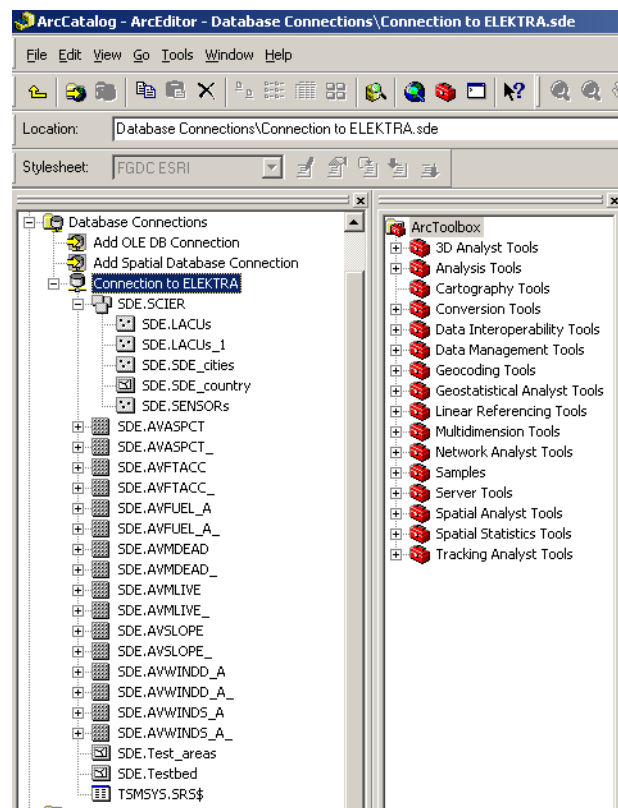 ArcCatalog - ArcEditor - Database Connections\Connection to ELEKTRA.sde
File Edit View Go Tools Window Help
Location: Database Connections\Connection to ELEKTRA.sde
Stylesheet: FGDC ESRI
Database Connections
Add OLE DB Connection
Add Spatial Database Connection
Connection to ELEKTRA
SDE.SCIER
SDE.LACUs
SDE.LACUs_1
SDE.SDE_cities
SDE.SDE_country
SDE.SENSORs
SDE.AVASPCT
SDE.AVASPCT_
SDE.AVFTACC
SDE.AVFTACC_
SDE.AVFUEL_A
SDE.AVFUEL_A_
SDE.AVMDEAD
SDE.AVMDEAD_
SDE.AVMLIVE
SDE.AVMLIVE_
SDE.AVSLOPE
SDE.AVSLOPE_
SDE.AVWINDD_A
SDE.AVWINDD_A_
SDE.AVWINDS_A
SDE.AVWINDS_A_
SDE.Test_areas
SDE.Testbed
TSMSYS.SRS$
ArcToolbox
3D Analyst Tools
Analysis Tools
Cartography Tools
Conversion Tools
Data Interoperability Tools
Data Management Tools
Geocoding Tools
Geostatistical Analyst Tools
Linear Referencing Tools
Multidimension Tools
Network Analyst Tools
Samples
Server Tools
Spatial Analyst Tools
Spatial Statistics Tools
Tracking Analyst Tools